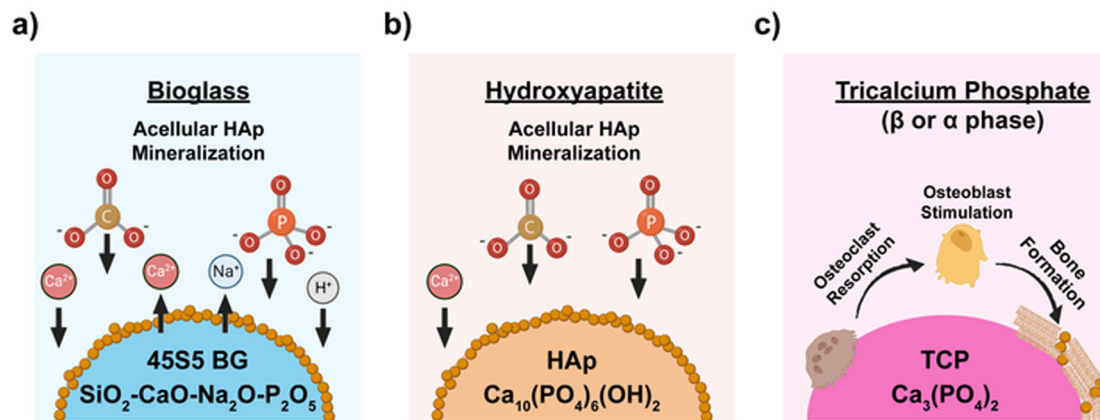 a)
Bioglass
Acellular HAp
Mineralization
O
C
O
-
O
-
O
P
O
-
O
-
O
-
Ca²⁺
Ca²⁺
Na⁺
H⁺
45S5 BG
SiO₂-CaO-Na₂O-P₂O₅
b)
Hydroxyapatite
Acellular HAp
Mineralization
O
C
O
-
O
-
O
P
O
-
O
-
O
-
Ca²⁺
HAp
Ca₁₀(PO₄)₆(OH)₂
c)
Tricalcium Phosphate
(β or α phase)
Osteoclast
Resorption
Osteoblast
Stimulation
Bone
Formation
TCP
Ca₃(PO₄)₂